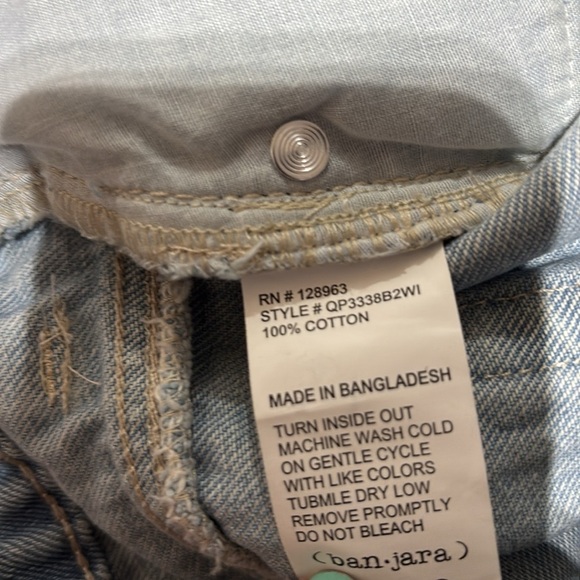 RN # 128963
STYLE # QP3338B2WI
100% COTTON
MADE IN BANGLADESH
TURN INSIDE OUT
MACHINE WASH COLD
ON GENTLE CYCLE
WITH LIKE COLORS
TUBMLE DRY LOW
REMOVE PROMPTLY
DO NOT BLEACH
(ban·jara)